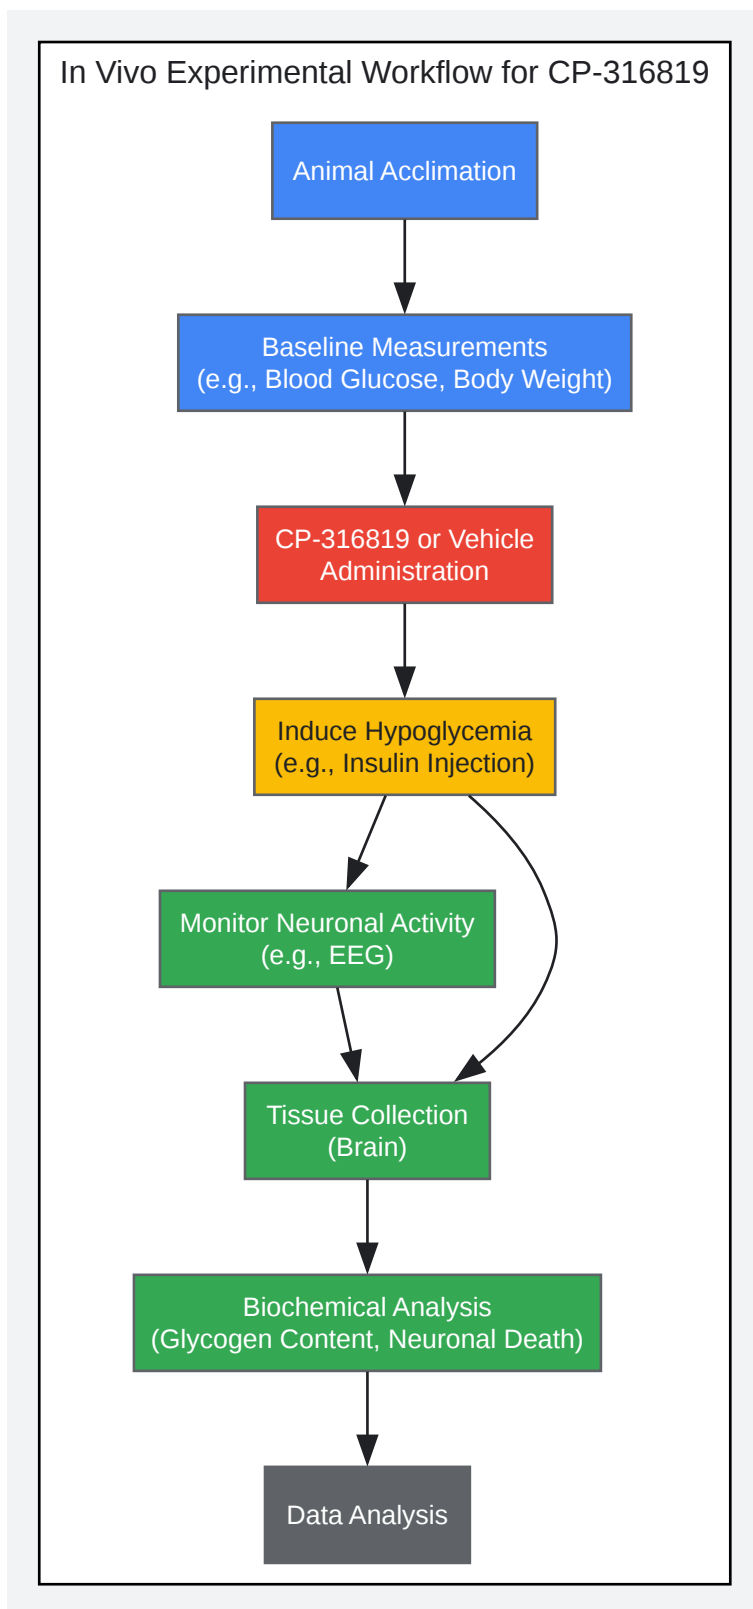 In Vivo Experimental Workflow for CP-316819
Animal Acclimation
Baseline Measurements
(e.g., Blood Glucose, Body Weight)
CP-316819 or Vehicle
Administration
Induce Hypoglycemia
(e.g., Insulin Injection)
Monitor Neuronal Activity
(e.g., EEG)
Tissue Collection
(Brain)
Biochemical Analysis
(Glycogen Content, Neuronal Death)
Data Analysis